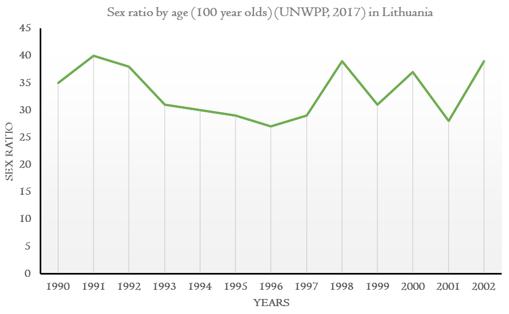 Sex ratio by age (100 year olds) (UNWPP, 2017) in Lithuania
45
40
35
30
25
20
15
10
5
0
SEX RATIO
1990 1991 1992 1993 1994 1995 1996 1997 1998 1999 2000 2001 2002
YEARS